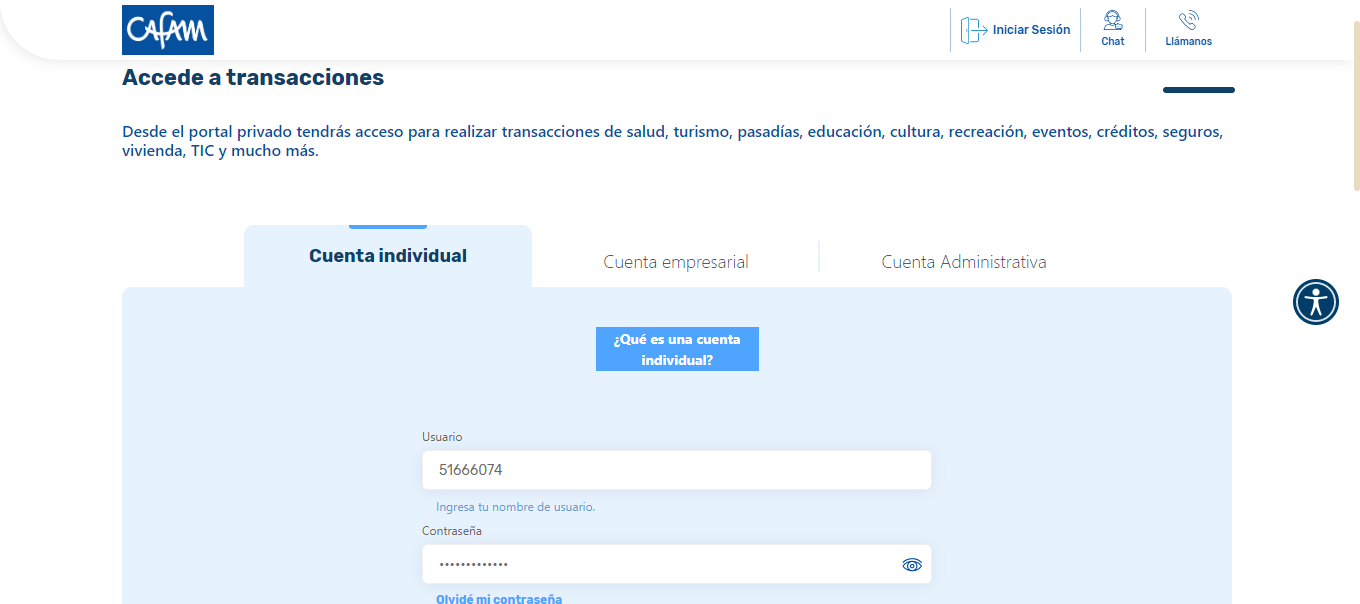 CAFAM
Iniciar Sesión
Chat
Llámanos
Accede a transacciones
Desde el portal privado tendrás acceso para realizar transacciones de salud, turismo, pasadías, educación, cultura, recreación, eventos, créditos, seguros,
vivienda, TIC y mucho más.
Cuenta individual
Cuenta empresarial
Cuenta Administrativa
¿Qué es una cuenta
individual?
Usuario
51666074
Ingresa tu nombre de usuario.
Contraseña
•••••••••••••
Olvidé mi contraseña